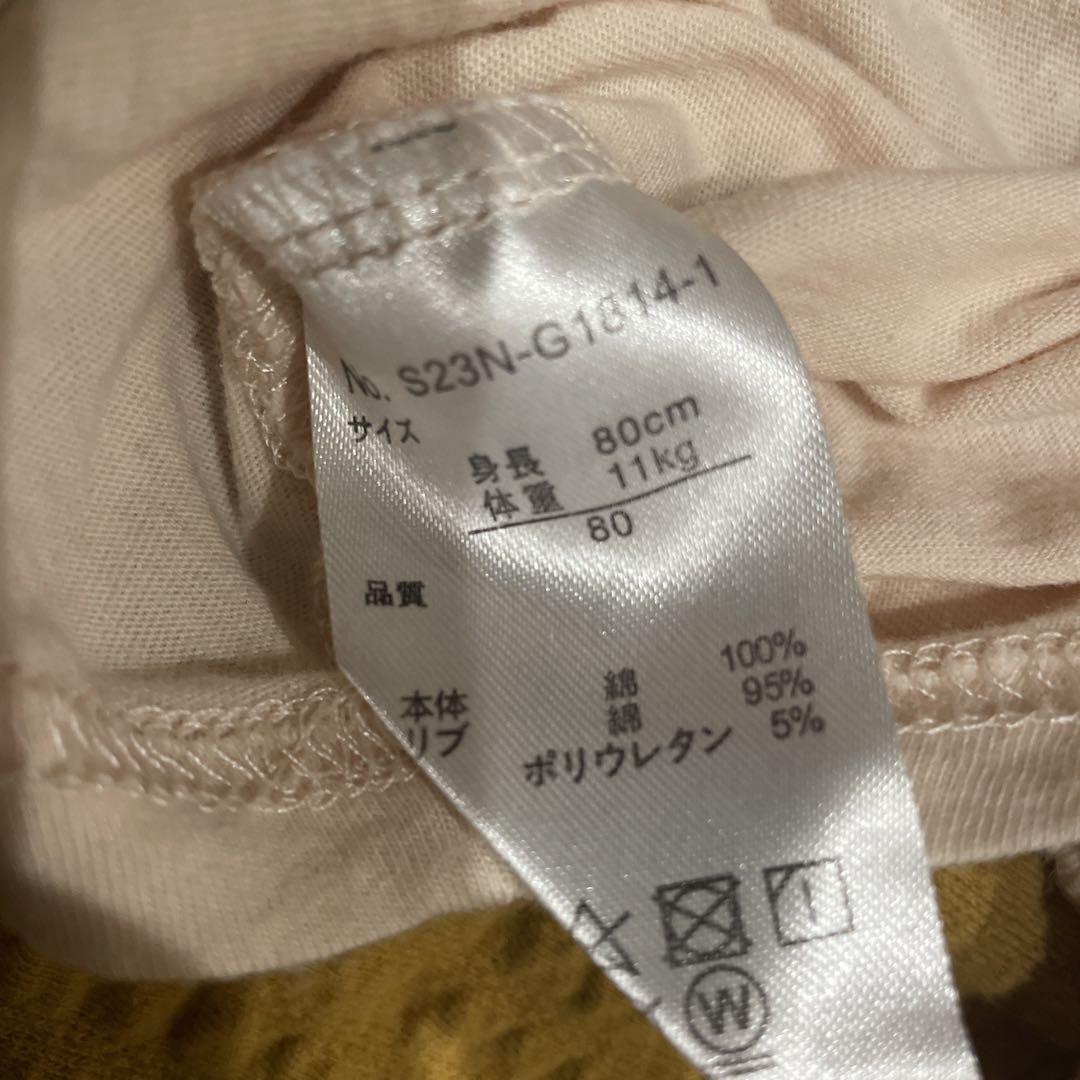 No. S23N-G1814-1
サイズ
身長 80cm
体重 11kg
80
品質
本体 綿 100%
リブ 綿 95%
ポリウレタン 5%
W